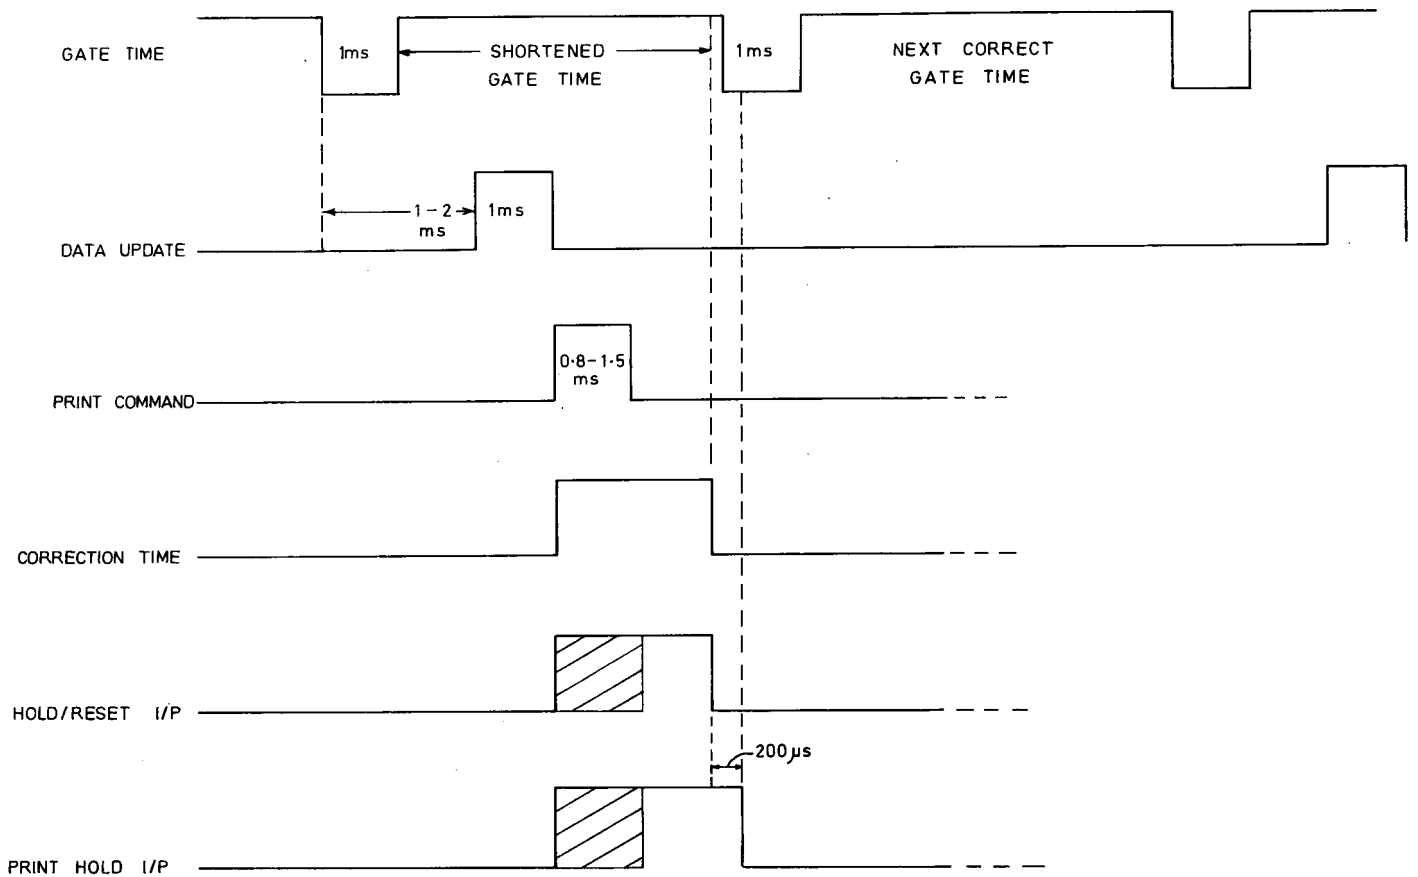 GATE TIME
1ms
SHORTENED
GATE TIME
1ms
NEXT CORRECT
GATE TIME
1-2
ms
1ms
DATA UPDATE
0·8-1·5
ms
PRINT COMMAND
CORRECTION TIME
HOLD/RESET I/P
200µs
PRINT HOLD I/P